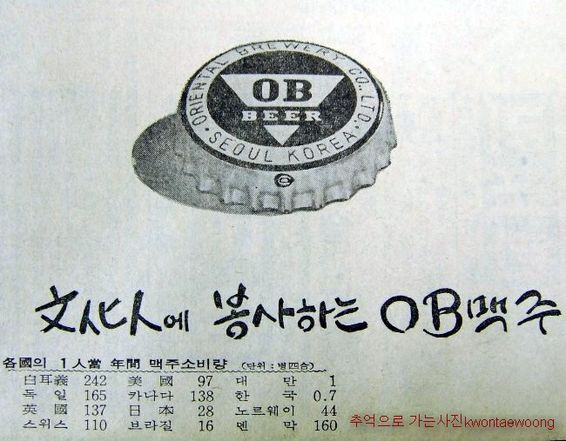 ORIENTAL BREWERY CO., LTD.
OB
BEER
· SEOUL KOREA ·
文化人에 봉사하는 OB맥주
各國의 1人當 年間 맥주소비량 (단위:병四合)
白耳義 242 美國 97 대만 1
독일 165 카나다 138 한국 0.7
英國 137 日本 28 노르웨이 44
스위스 110 브라질 16 덴막 160
추억으로 가는사진kwontaewoong